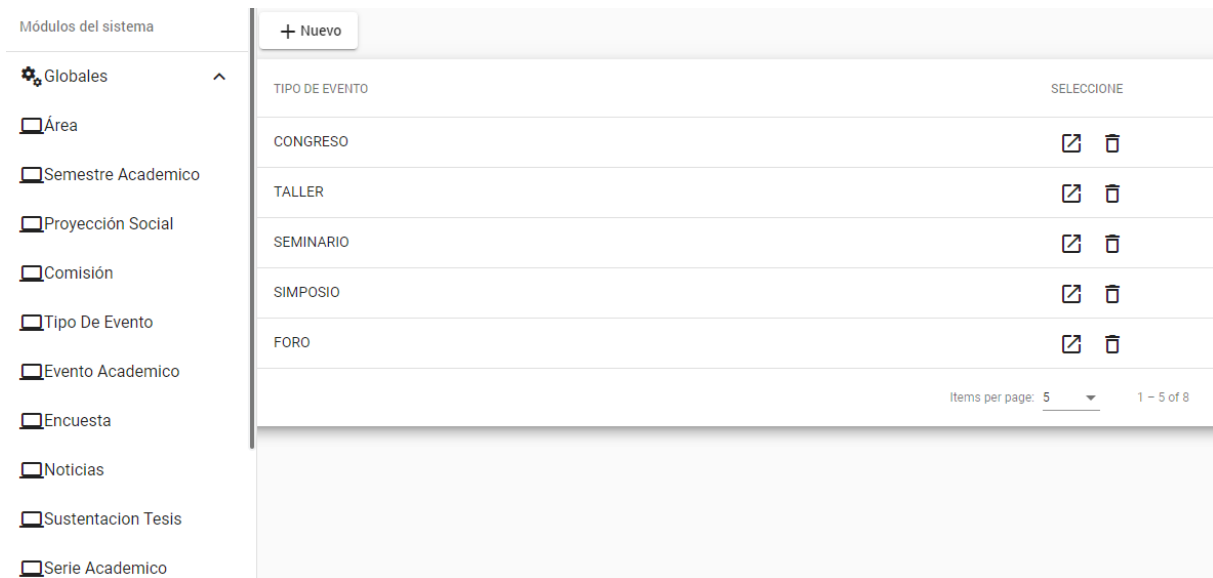 Módulos del sistema
Globales
Área
Semestre Academico
Proyección Social
Comisión
Tipo De Evento
Evento Academico
Encuesta
Noticias
Sustentacion Tesis
Serie Academico
+ Nuevo
TIPO DE EVENTO SELECCIONE
CONGRESO
TALLER
SEMINARIO
SIMPOSIO
FORO
Items per page: 5 1 – 5 of 8